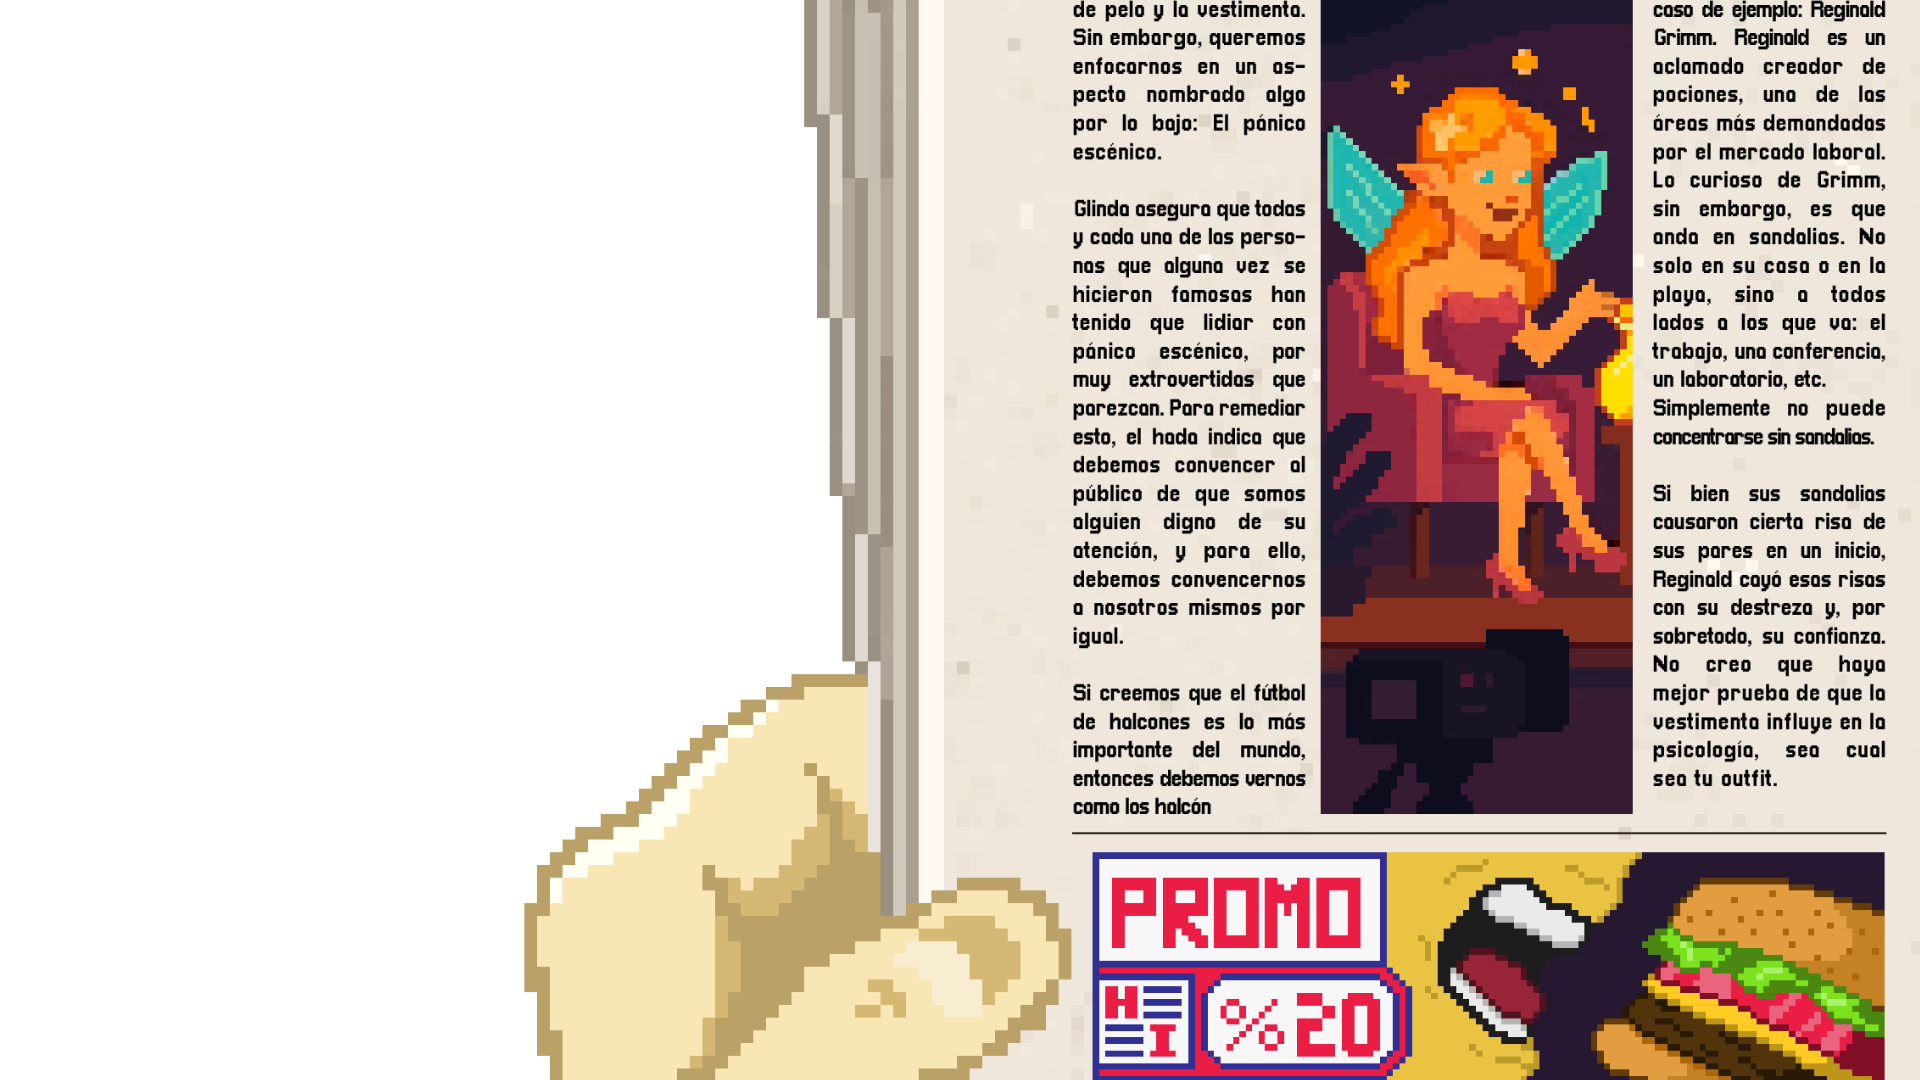 de pelo y la vestimenta.
Sin embargo, queremos
enfocarnos en un as-
pecto nombrado algo
por lo bajo: El pánico
escénico.
Glinda asegura que todas
y cada una de las perso-
nas que alguna vez se
hicieron famosas han
tenido que lidiar con
pánico escénico, por
muy extrovertidas que
parezcan. Para remediar
esto, el hada indica que
debemos convencer al
público de que somos
alguien digno de su
atención, y para ello,
debemos convencernos
a nosotros mismos por
igual.
Si creemos que el fútbol
de halcones es lo más
importante del mundo,
entonces debemos vernos
como los halcón
caso de ejemplo: Reginald
Grimm. Reginald es un
aclamado creador de
pociones, una de las
áreas más demandadas
por el mercado laboral.
Lo curioso de Grimm,
sin embargo, es que
anda en sandalias. No
solo en su casa o en la
playa, sino a todos
lados a los que va: el
trabajo, una conferencia,
un laboratorio, etc.
Simplemente no puede
concentrarse sin sandalias.
Si bien sus sandalias
causaron cierta risa de
sus pares en un inicio,
Reginald cayó esas risas
con su destreza y, por
sobretodo, su confianza.
No creo que haya
mejor prueba de que la
vestimenta influye en la
psicología, sea cual
sea tu outfit.
PROMO
H I
%20